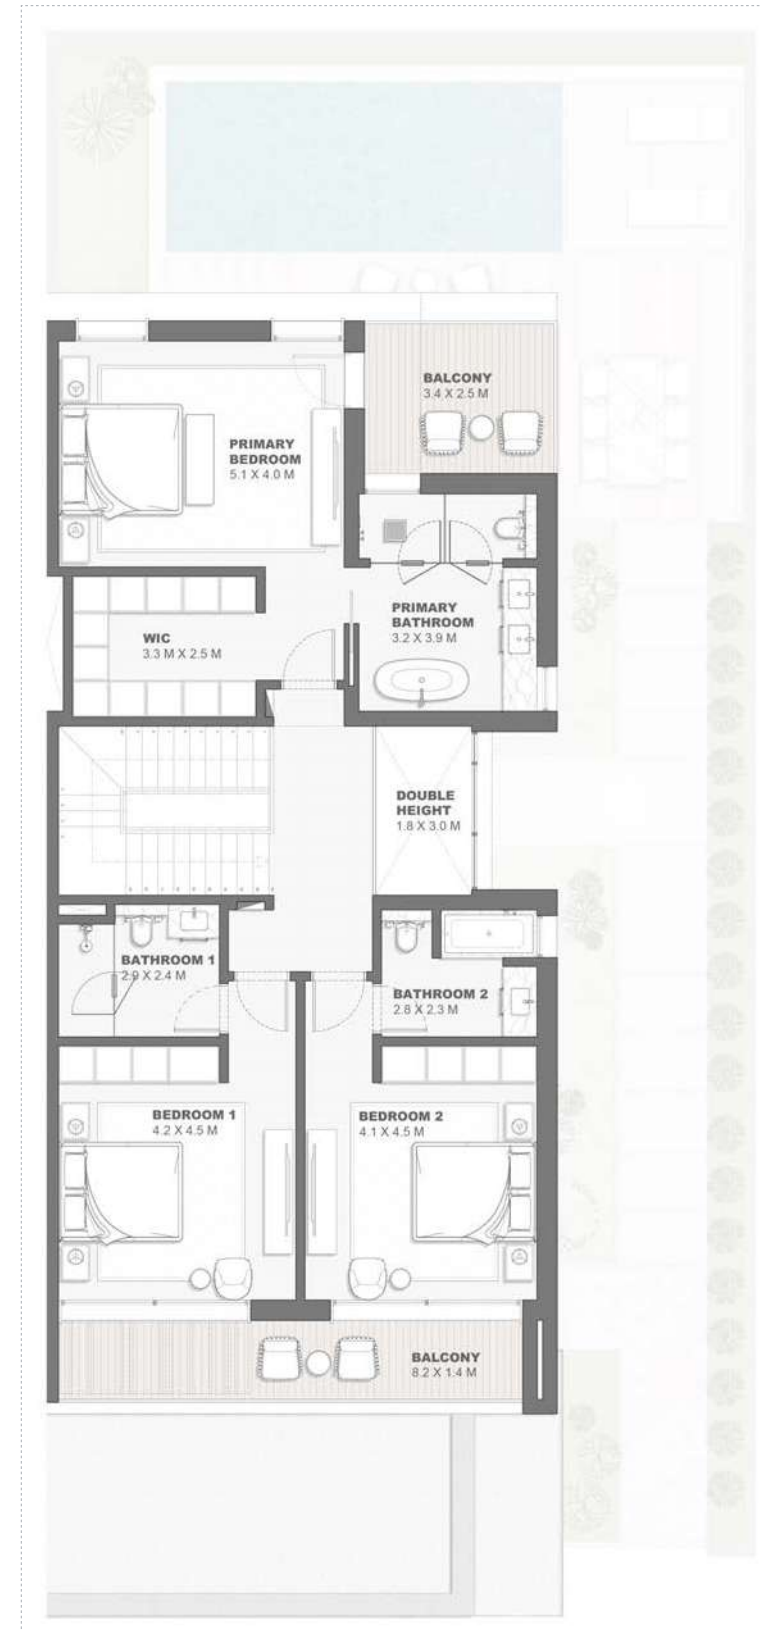 BALCONY
3.4 X 2.5 M
PRIMARY
BEDROOM
5.1 X 4.0 M
PRIMARY
BATHROOM
3.2 X 3.9 M
WIC
3.3 M X 2.5 M
DOUBLE
HEIGHT
1.8 X 3.0 M
BATHROOM 1
2.9 X 2.4 M
BATHROOM 2
2.8 X 2.3 M
BEDROOM 1
4.2 X 4.5 M
BEDROOM 2
4.1 X 4.5 M
BALCONY
8.2 X 1.4 M